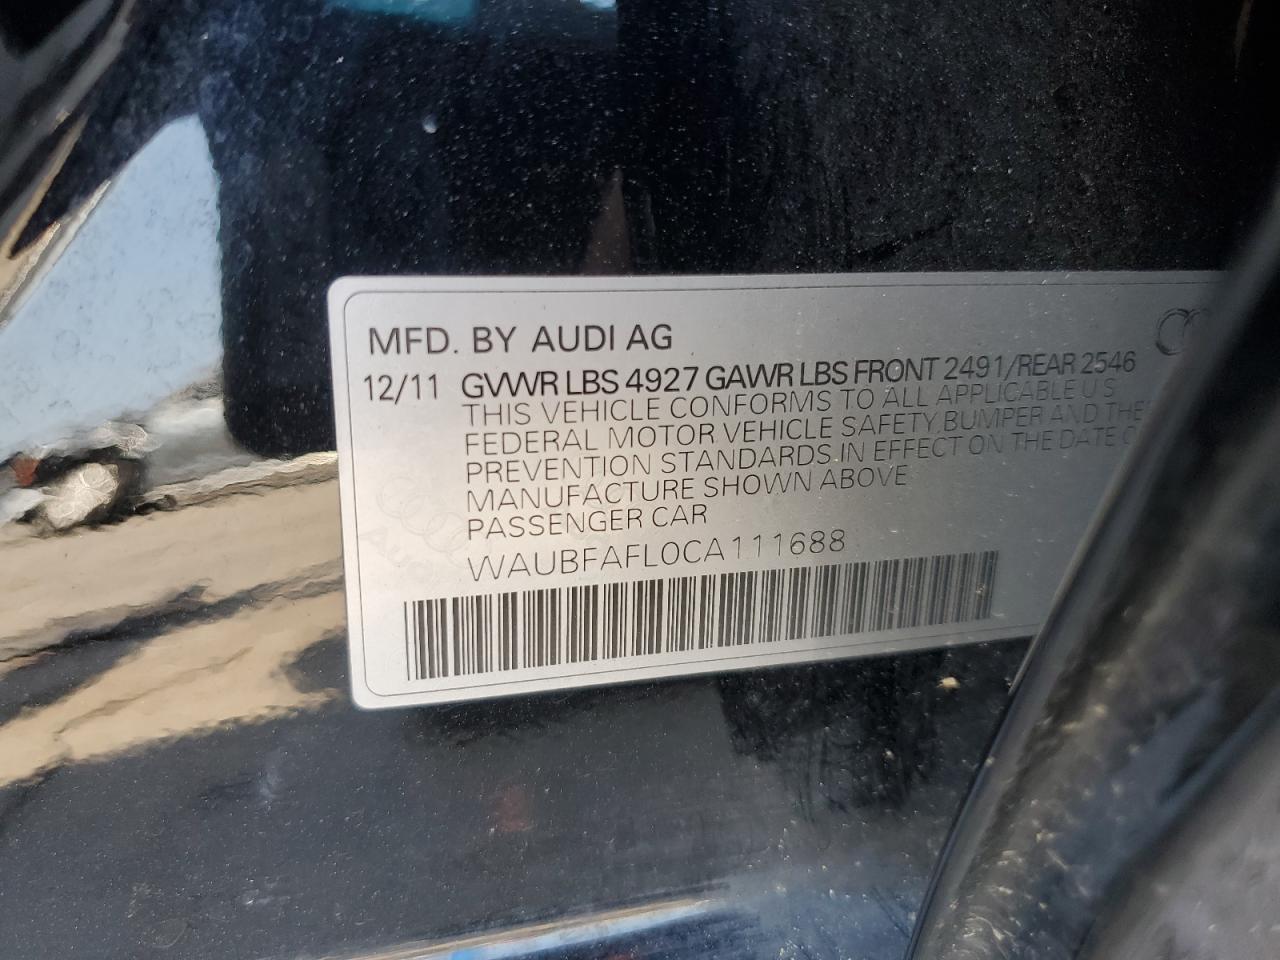 MFD. BY AUDI AG
12/11 GVWR LBS 4927 GAWR LBS FRONT 2491/REAR 2546
THIS VEHICLE CONFORMS TO ALL APPLICABLE U S
FEDERAL MOTOR VEHICLE SAFETY, BUMPER AND
PREVENTION STANDARDS IN EFFECT ON THE DATE
MANUFACTURE SHOWN ABOVE
PASSENGER CAR
WAUBFAFL0CA111688